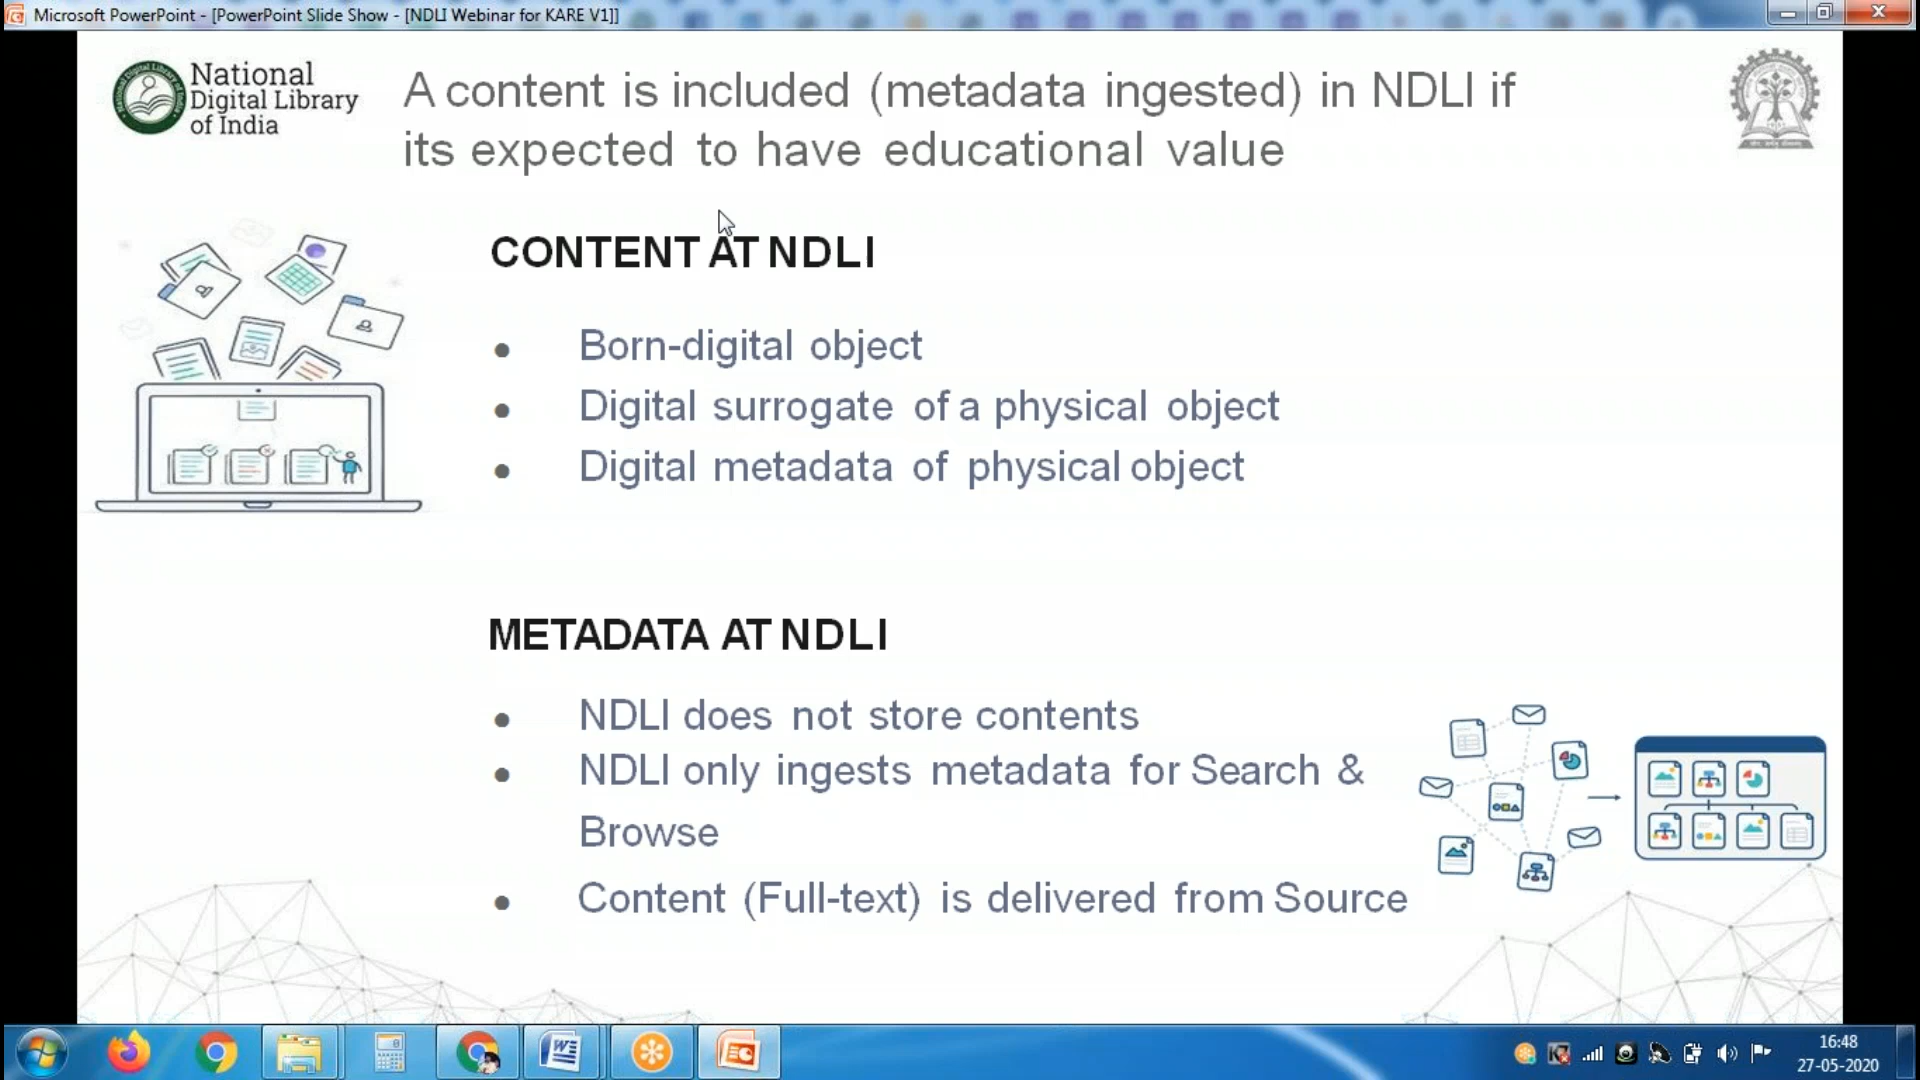 Microsoft PowerPoint - [PowerPoint Slide Show - [NDLI Webinar for KARE V1]]
National
Digital Library
of India
A content is included (metadata ingested) in NDLI if
its expected to have educational value
CONTENT AT NDLI
• Born-digital object
• Digital surrogate of a physical object
• Digital metadata of physical object
METADATA AT NDLI
• NDLI does not store contents
• NDLI only ingests metadata for Search &
Browse
• Content (Full-text) is delivered from Source
16:48
27-05-2020